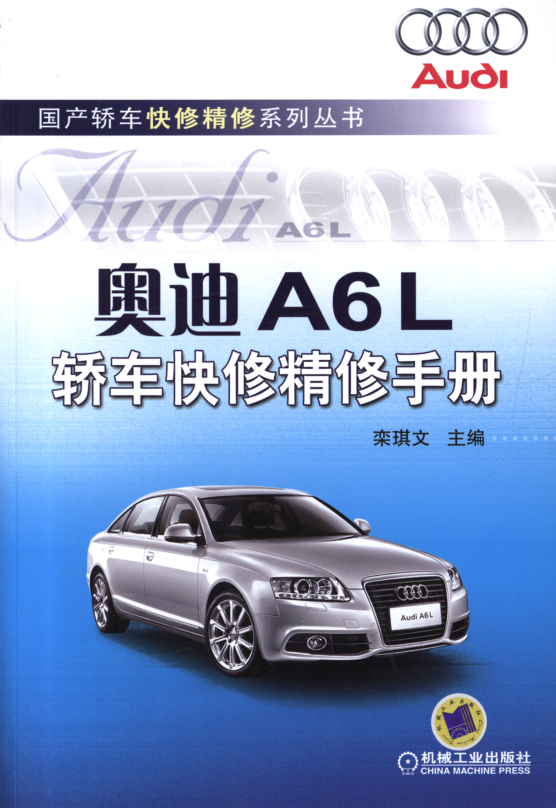 Audi
国产轿车快修精修系列丛书
Audi
A6L
奥迪 A6L
轿车快修精修手册
栾琪文 主编
Audi A6L
机械工业出版社
CHINA MACHINE PRESS